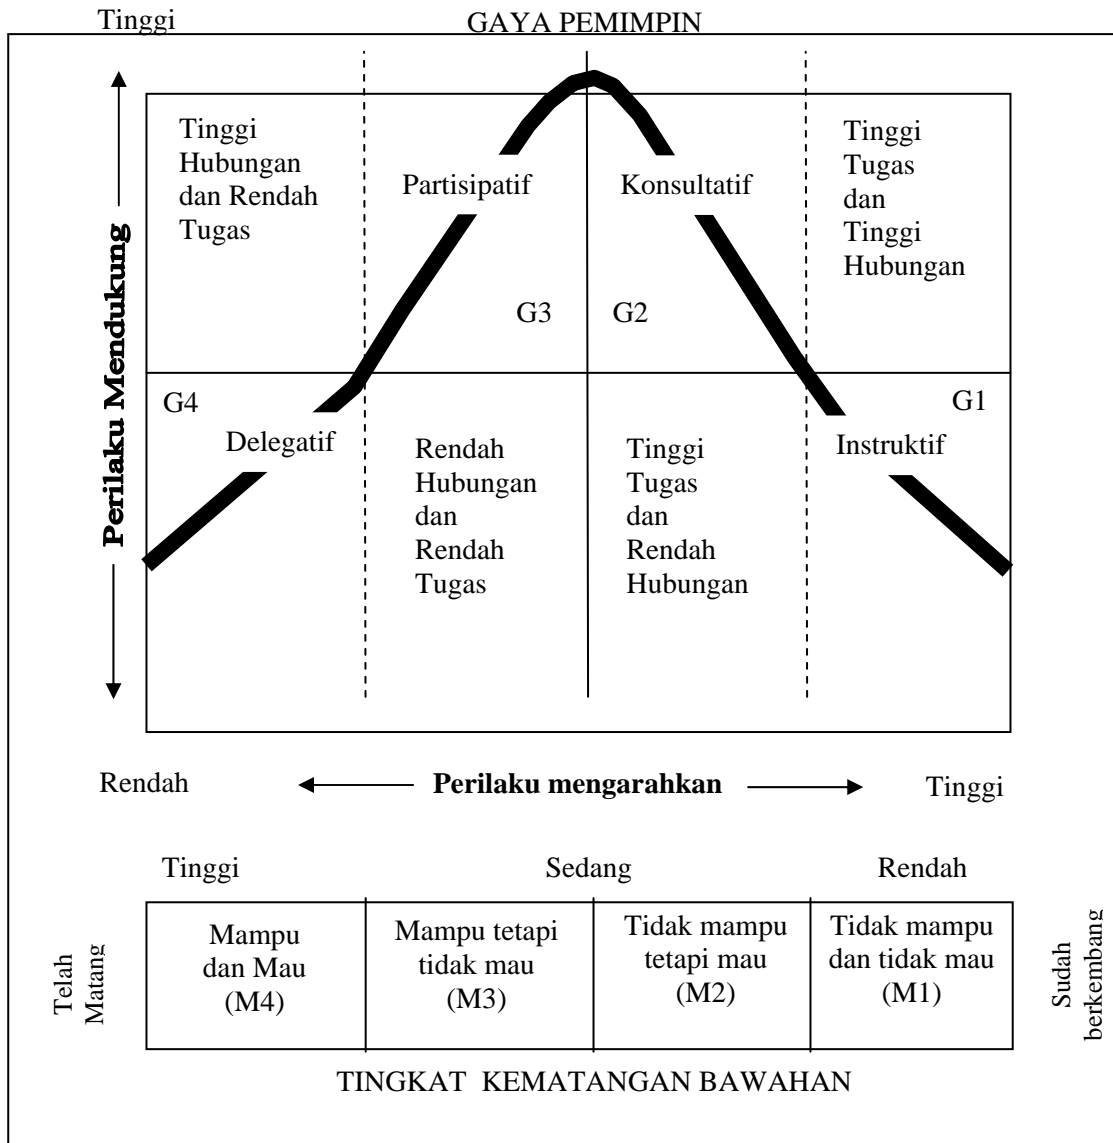 Tinggi
GAYA PEMIMPIN
Tinggi
Hubungan
dan Rendah
Tugas
Partisipatif
Konsultatif
Tinggi
Tugas
dan
Tinggi
Hubungan
Perilaku Mendukung
G3
G2
G4
G1
Delegatif
Rendah
Hubungan
dan
Rendah
Tugas
Tinggi
Tugas
dan
Rendah
Hubungan
Instruktif
Rendah
Perilaku mengarahkan
Tinggi
Tinggi
Sedang
Rendah
Telah
Matang
Mampu
dan Mau
(M4)
Mampu tetapi
tidak mau
(M3)
Tidak mampu
tetapi mau
(M2)
Tidak mampu
dan tidak mau
(M1)
Sudah
berkembang
TINGKAT KEMATANGAN BAWAHAN